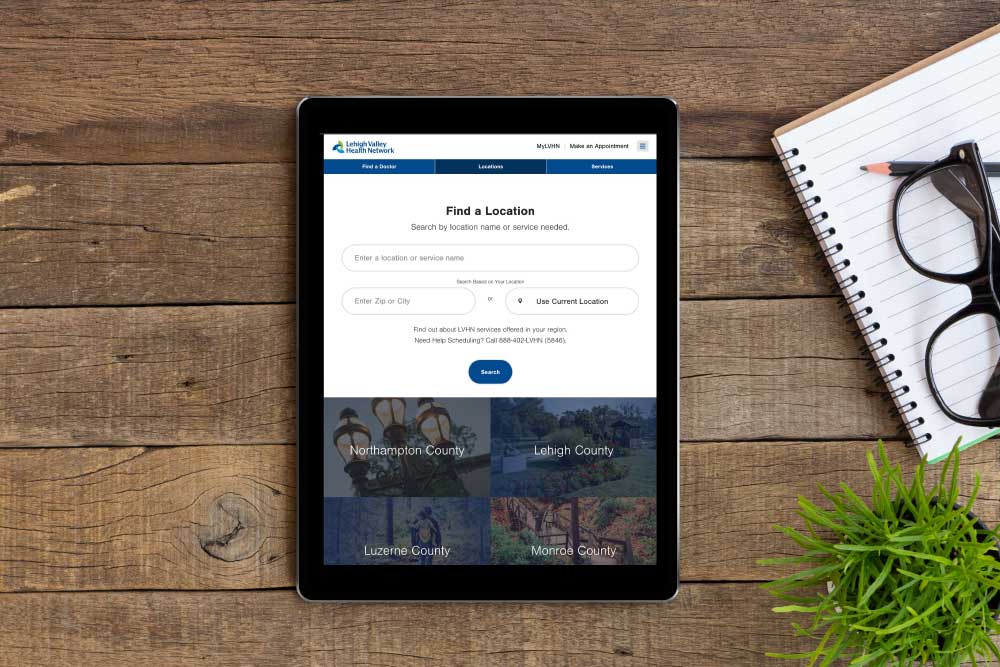 Lehigh Valley
Health Network
MyLVHN | Make an Appointment
Find a Doctor Locations Services
Find a Location
Search by location name or service needed.
Enter a location or service name
Search Based on Your Location
Enter Zip or City or Use Current Location
Find out about LVHN services offered in your region.
Need Help Scheduling? Call 888-402-LVHN (5846).
Search
Northampton County Lehigh County
Luzerne County Monroe County